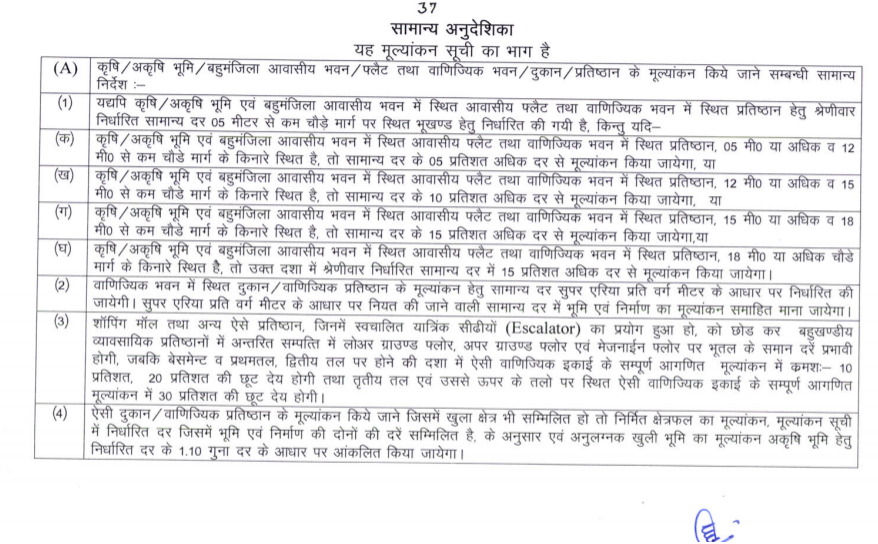 37
सामान्य अनुदेशिका
यह मूल्यांकन सूची का भाग है
(A) कृषि/अकृषि भूमि/बहुमंजिला आवासीय भवन/फ्लैट तथा वाणिज्यिक भवन/दुकान/प्रतिष्ठान के मूल्यांकन किये जाने सम्बन्धी सामान्य
निर्देश :–
(1) यद्यपि कृषि/अकृषि भूमि एवं बहुमंजिला आवासीय भवन में स्थित आवासीय फ्लैट तथा वाणिज्यिक भवन में स्थित प्रतिष्ठान हेतु श्रेणीवार
निर्धारित सामान्य दर 05 मीटर से कम चौड़े मार्ग पर स्थित भूखण्ड हेतु निर्धारित की गयी है, किन्तु यदि–
(क) कृषि/अकृषि भूमि एवं बहुमंजिला आवासीय भवन में स्थित आवासीय फ्लैट तथा वाणिज्यिक भवन में स्थित प्रतिष्ठान, 05 मी0 या अधिक व 12
मी0 से कम चौडे मार्ग के किनारे स्थित है, तो सामान्य दर के 05 प्रतिशत अधिक दर से मूल्यांकन किया जायेगा, या
(ख) कृषि/अकृषि भूमि एवं बहुमंजिला आवासीय भवन में स्थित आवासीय फ्लैट तथा वाणिज्यिक भवन में स्थित प्रतिष्ठान, 12 मी0 या अधिक व 15
मी0 से कम चौडे मार्ग के किनारे स्थित है, तो सामान्य दर के 10 प्रतिशत अधिक दर से मूल्यांकन किया जायेगा, या
(ग) कृषि/अकृषि भूमि एवं बहुमंजिला आवासीय भवन में स्थित आवासीय फ्लैट तथा वाणिज्यिक भवन में स्थित प्रतिष्ठान, 15 मी0 या अधिक व 18
मी0 से कम चौडे मार्ग के किनारे स्थित है, तो सामान्य दर के 15 प्रतिशत अधिक दर से मूल्यांकन किया जायेगा,या
(घ) कृषि/अकृषि भूमि एवं बहुमंजिला आवासीय भवन में स्थित आवासीय फ्लैट तथा वाणिज्यिक भवन में स्थित प्रतिष्ठान, 18 मी0 या अधिक चौडे
मार्ग के किनारे स्थित है, तो उक्त दशा में श्रेणीवार निर्धारित सामान्य दर में 15 प्रतिशत अधिक दर से मूल्यांकन किया जायेगा।
(2) वाणिज्यिक भवन में स्थित दुकान/वाणिज्यिक प्रतिष्ठान के मूल्यांकन हेतु सामान्य दर सुपर एरिया प्रति वर्ग मीटर के आधार पर निर्धारित की
जायेगी। सुपर एरिया प्रति वर्ग मीटर के आधार पर नियत की जाने वाली सामान्य दर में भूमि एवं निर्माण का मूल्यांकन समाहित माना जायेगा।
(3) शॉपिंग मॉल तथा अन्य ऐसे प्रतिष्ठान, जिनमें स्वचालित यात्रिंक सीढीयों (Escalator) का प्रयोग हुआ हो, को छोड कर बहुखण्डीय
व्यावसायिक प्रतिष्ठानों में अन्तरित सम्पत्ति में लोअर ग्राउण्ड फ्लोर, अपर ग्राउण्ड फ्लोर एवं मेजनाईन फ्लोर पर भूतल के समान दरें प्रभावी
होगी, जबकि बेसमेन्ट व प्रथमतल, द्वितीय तल पर होने की दशा में ऐसी वाणिज्यिक इकाई के सम्पूर्ण आगणित मूल्यांकन में क्रमशः– 10
प्रतिशत, 20 प्रतिशत की छूट देय होगी तथा तृतीय तल एवं उससे ऊपर के तलो पर स्थित ऐसी वाणिज्यिक इकाई के सम्पूर्ण आगणित
मूल्यांकन में 30 प्रतिशत की छूट देय होगी।
(4) ऐसी दुकान/वाणिज्यिक प्रतिष्ठान के मूल्यांकन किये जाने जिसमें खुला क्षेत्र भी सम्मिलित हो तो निर्मित क्षेत्रफल का मूल्यांकन, मूल्यांकन सूची
में निर्धारित दर जिसमें भूमि एवं निर्माण की दोनों की दरें सम्मिलित है, के अनुसार एवं अनुलग्नक खुली भूमि का मूल्यांकन अकृषि भूमि हेतु
निर्धारित दर के 1.10 गुना दर के आधार पर आंकलित किया जायेगा।